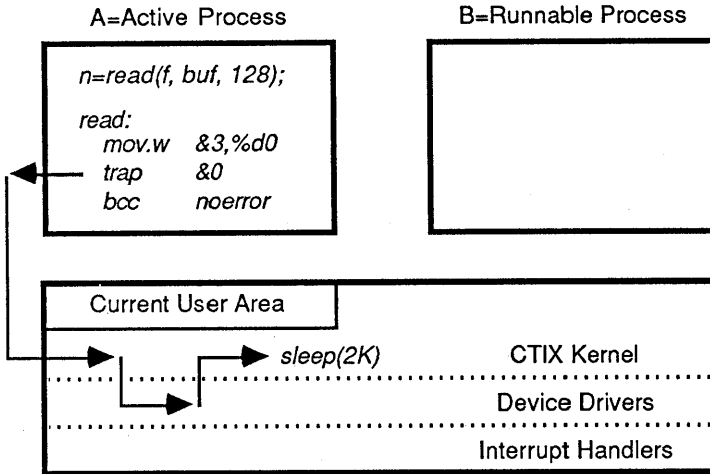 A=Active Process
B=Runnable Process
n=read(f, buf, 128);
read:
mov.w &3,%d0
trap &0
bcc noerror
Current User Area
sleep(2K)
CTIX Kernel
Device Drivers
Interrupt Handlers